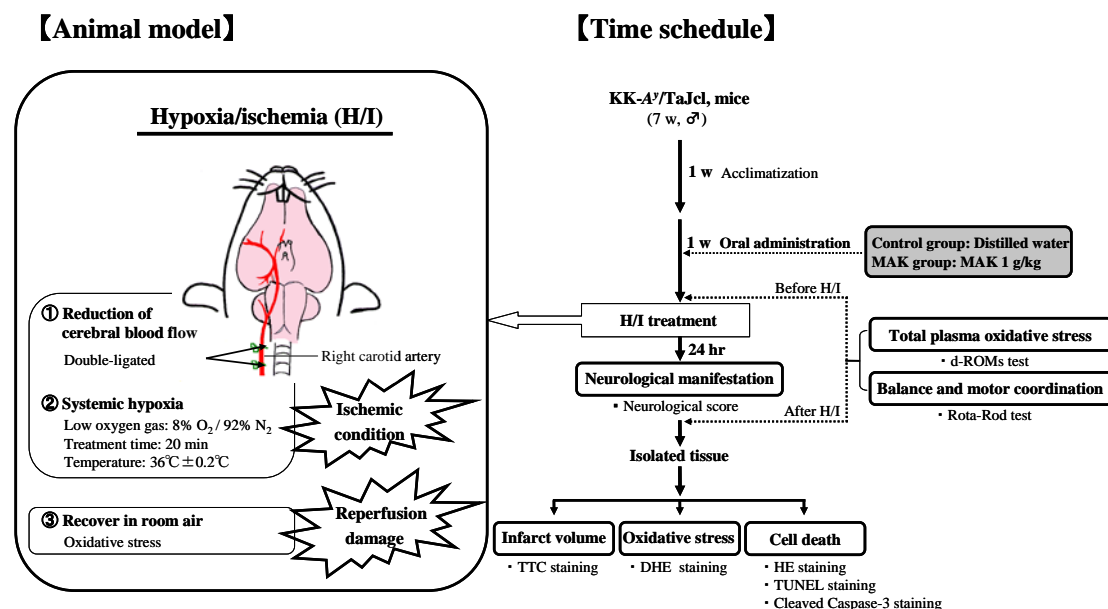 【Animal model】
Hypoxia/ischemia (H/I)
① Reduction of
cerebral blood flow
Double-ligated
Right carotid artery
② Systemic hypoxia
Low oxygen gas: 8% O₂ / 92% N₂
Treatment time: 20 min
Temperature: 36℃±0.2℃
Ischemic
condition
③ Recover in room air
Oxidative stress
Reperfusion
damage
【Time schedule】
KK-Aʸ/TaJcl, mice
(7 w, ♂)
1 w Acclimatization
1 w Oral administration
Control group: Distilled water
MAK group: MAK 1 g/kg
Before H/I
H/I treatment
24 hr
Total plasma oxidative stress
・d-ROMs test
Balance and motor coordination
・Rota-Rod test
Neurological manifestation
・Neurological score
After H/I
Isolated tissue
Infarct volume
・TTC staining
Oxidative stress
・DHE staining
Cell death
・HE staining
・TUNEL staining
・Cleaved Caspase-3 staining